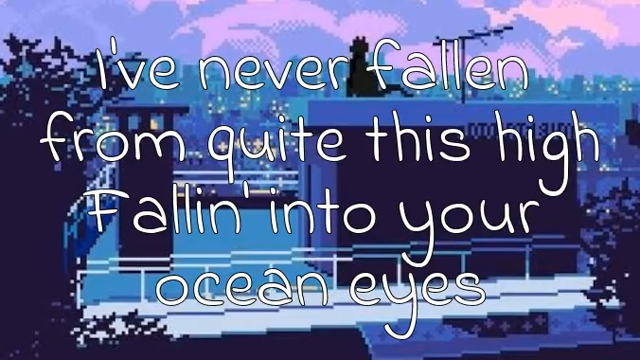 I've never fallen
from quite this high
Fallin' into your
ocean eyes